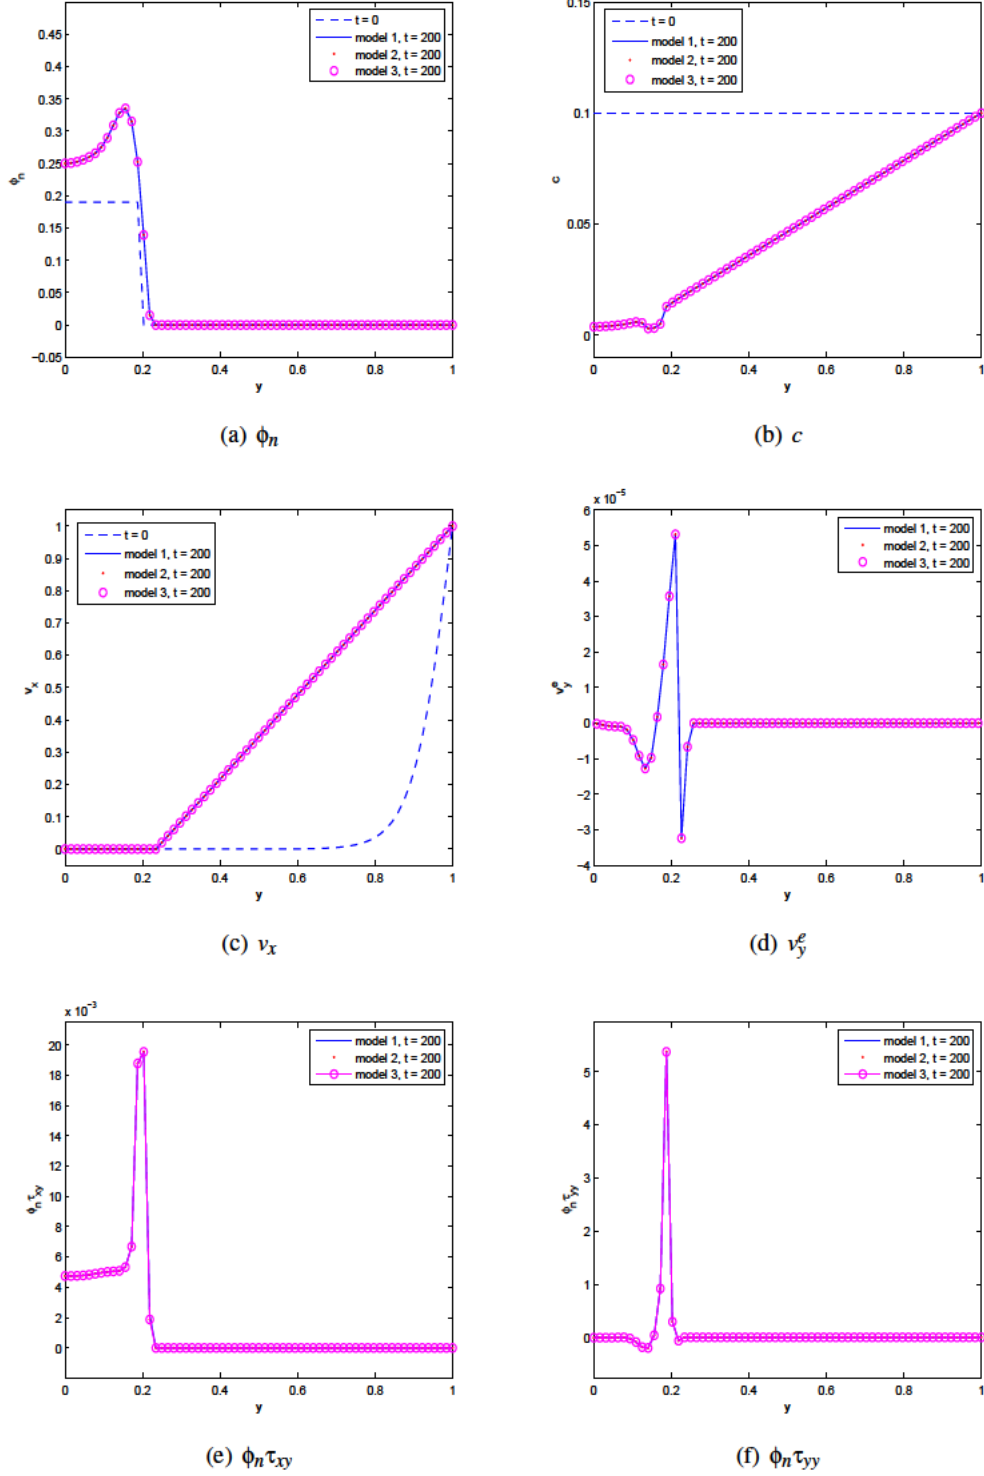 t = 0
model 1, t = 200
model 2, t = 200
model 3, t = 200
0.45
0.4
0.35
0.3
0.25
0.2
0.15
0.1
0.05
0
-0.05
ϕn
0 0.2 0.4 0.6 0.8 1
y
(a) ϕn
t = 0
model 1, t = 200
model 2, t = 200
model 3, t = 200
0.15
0.1
0.05
0
c
0 0.2 0.4 0.6 0.8 1
y
(b) c
t = 0
model 1, t = 200
model 2, t = 200
model 3, t = 200
1
0.9
0.8
0.7
0.6
0.5
0.4
0.3
0.2
0.1
0
vx
0 0.2 0.4 0.6 0.8 1
y
(c) vx
x 10⁻⁵
model 1, t = 200
model 2, t = 200
model 3, t = 200
6
5
4
3
2
1
0
-1
-2
-3
-4
v_y^e
0 0.2 0.4 0.6 0.8 1
y
(d) v_y^e
x 10⁻³
model 1, t = 200
model 2, t = 200
model 3, t = 200
20
18
16
14
12
10
8
6
4
2
0
ϕn τxy
0 0.2 0.4 0.6 0.8 1
y
(e) ϕnτxy
model 1, t = 200
model 2, t = 200
model 3, t = 200
5
4
3
2
1
0
ϕn τyy
0 0.2 0.4 0.6 0.8 1
y
(f) ϕnτyy